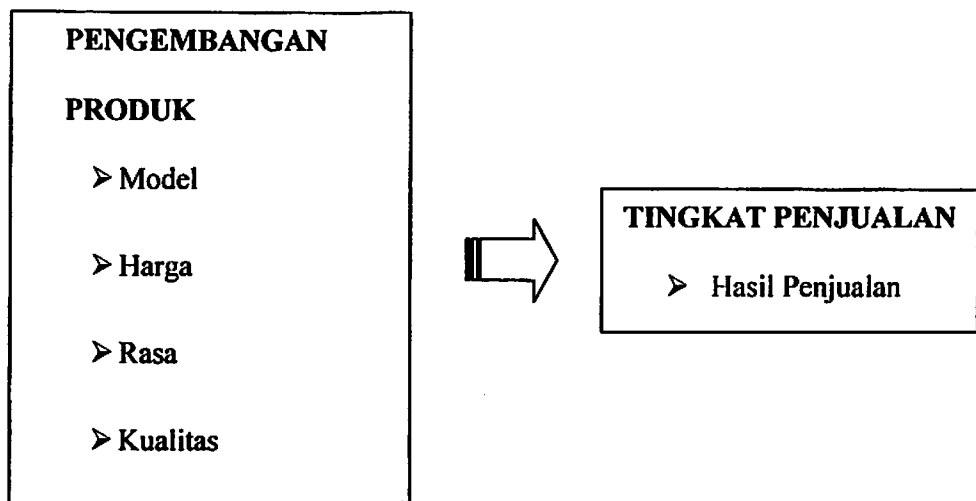 PENGEMBANGAN
PRODUK
➢ Model
➢ Harga
➢ Rasa
➢ Kualitas
TINGKAT PENJUALAN
➢ Hasil Penjualan